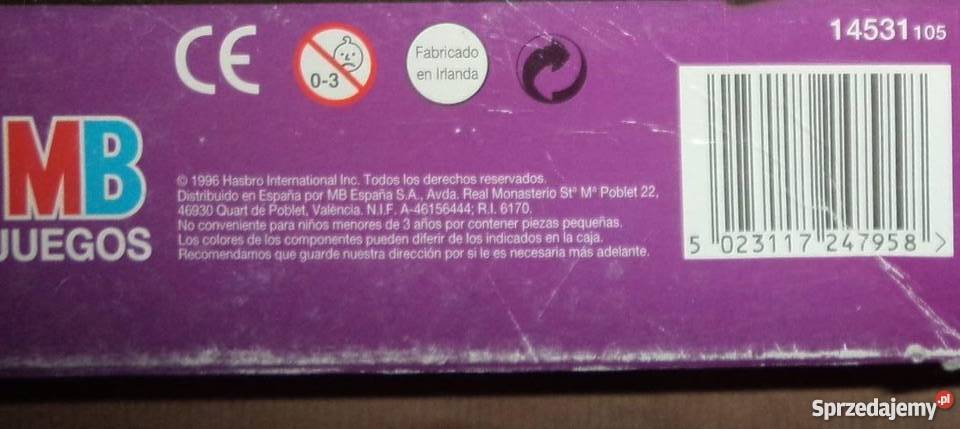 CE
0-3
Fabricado
en Irlanda
14531 105
MB
JUEGOS
© 1996 Hasbro International Inc. Todos los derechos reservados.
Distribuido en España por MB España S.A., Avda. Real Monasterio Stª Mª Poblet 22,
46930 Quart de Poblet, València. N.I.F. A-46156444; R.I. 6170.
No conveniente para niños menores de 3 años por contener piezas pequeñas.
Los colores de los componentes pueden diferir de los indicados en la caja.
Recomendamos que guarde nuestra dirección por si le es necesaria más adelante.
5 023117 247958 >
Sprzedajemy.pl